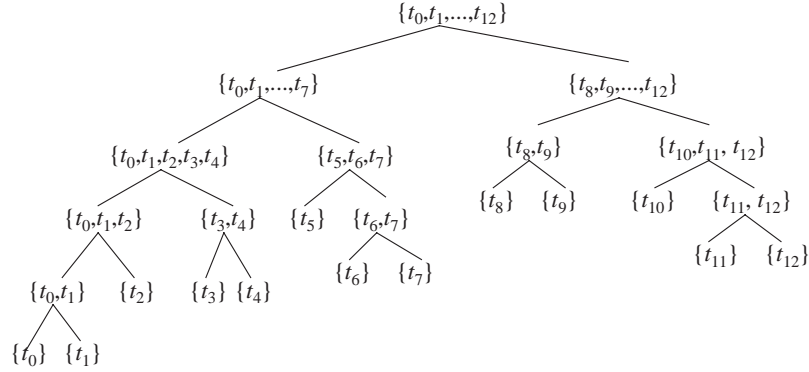 {t₀,t₁,...,t₁₂}
{t₀,t₁,...,t₇} {t₈,t₉,...,t₁₂}
{t₀,t₁,t₂,t₃,t₄} {t₅,t₆,t₇} {t₈,t₉} {t₁₀,t₁₁, t₁₂}
{t₀,t₁,t₂} {t₃,t₄} {t₅} {t₆,t₇} {t₈} {t₉} {t₁₀} {t₁₁, t₁₂}
{t₀,t₁} {t₂} {t₃} {t₄} {t₆} {t₇} {t₁₁} {t₁₂}
{t₀} {t₁}